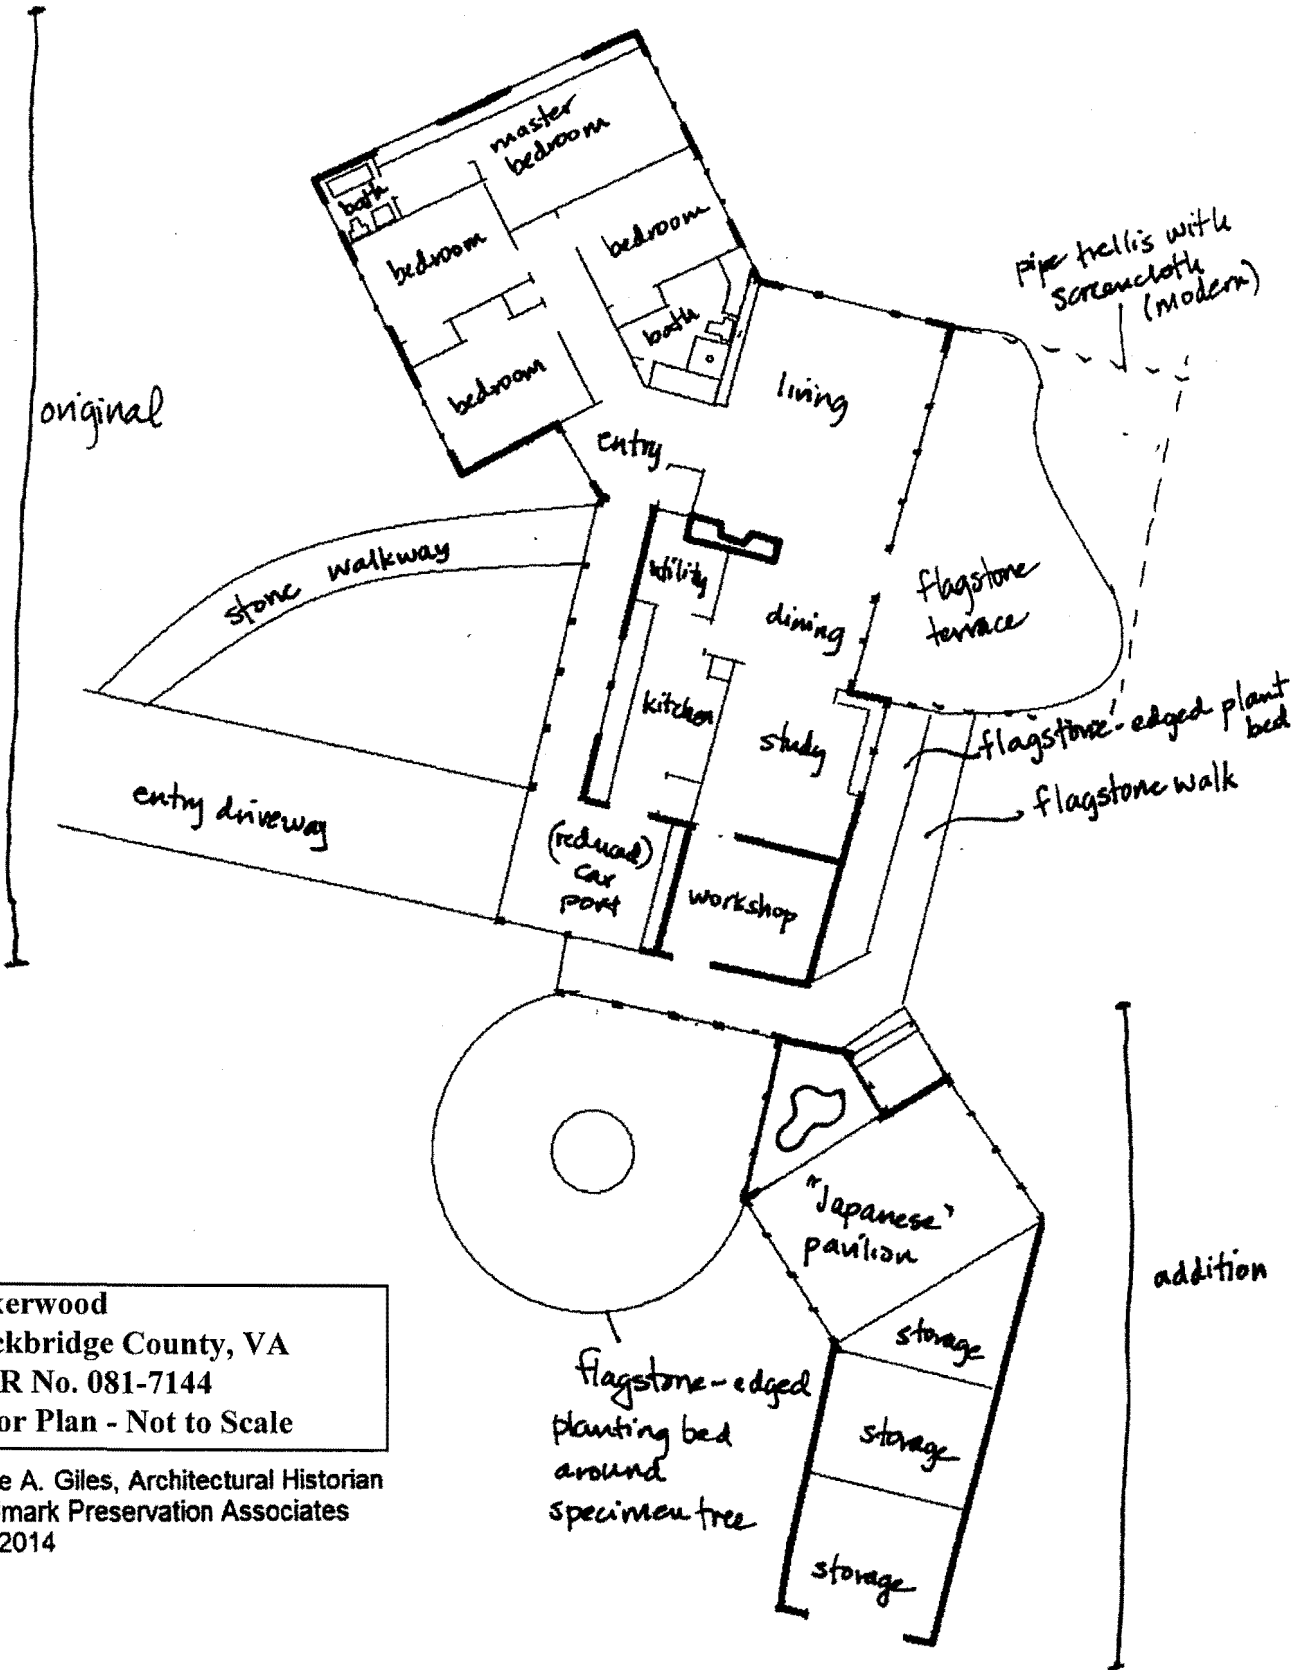 master
bedroom
bath
bedroom
bedroom
bath
bedroom
pipe trellis with
screencloth
(modern)
living
original
entry
stone walkway
utility
flagstone
terrace
dining
kitchen
study
flagstone-edged plant
bed
flagstone walk
entry driveway
(reduced)
car
port
workshop
"Japanese"
pavilion
addition
storage
storage
storage
flagstone-edged
planting bed
around
specimen tree
kerwood
ckbridge County, VA
R No. 081-7144
or Plan - Not to Scale
e A. Giles, Architectural Historian
mark Preservation Associates
2014